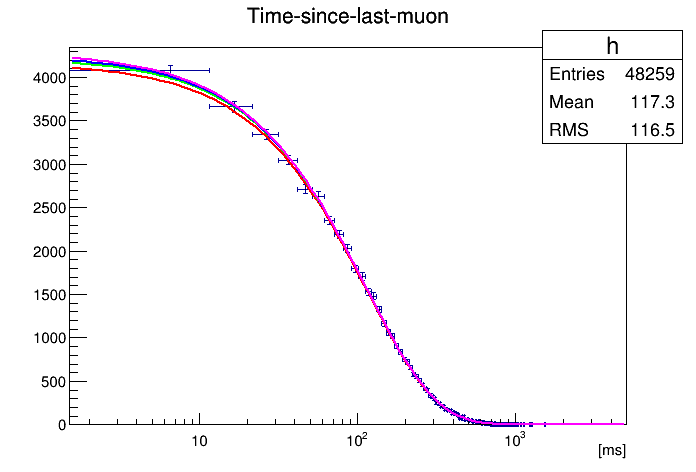 Time-since-last-muon
h
Entries 48259
Mean 117.3
RMS 116.5
4000
3500
3000
2500
2000
1500
1000
500
0
10 10² 10³
[ms]